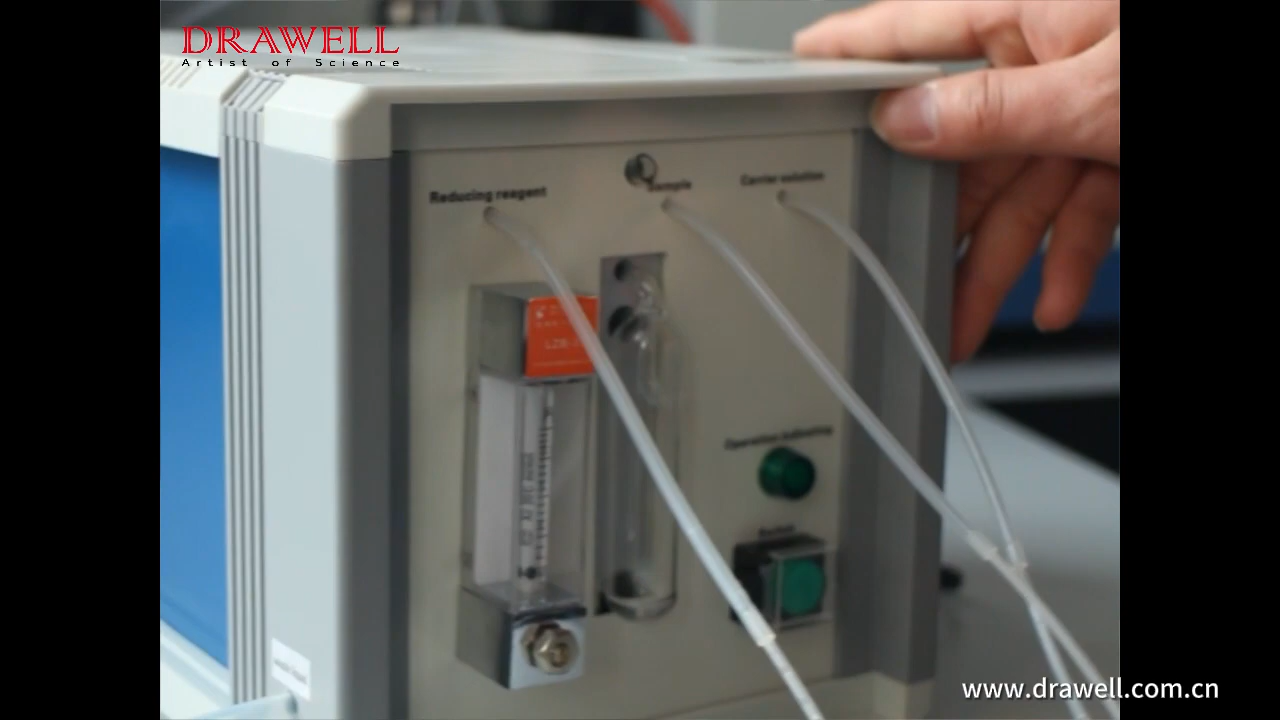 DRAWELL
Artist of Science
Reducing reagent
Sample
Carrier solution
Operation indicating
www.drawell.com.cn